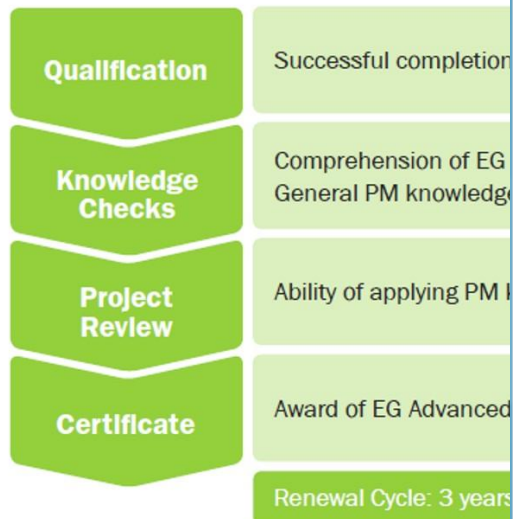 Qualification
Successful completion
Knowledge
Checks
Comprehension of EG
General PM knowledge
Project
Review
Ability of applying PM
Certificate
Award of EG Advanced
Renewal Cycle: 3 years